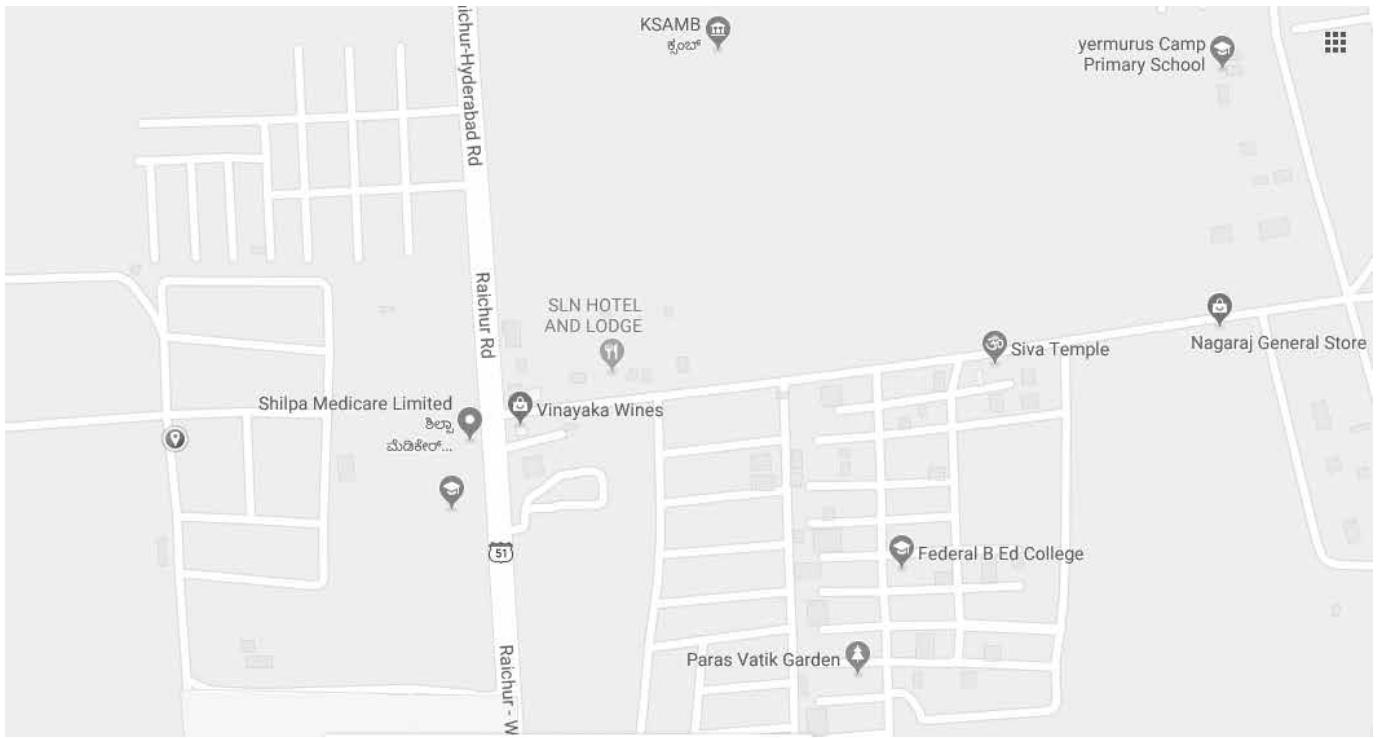 KSAMB
ಕ್ಸಂಬ್
yermurus Camp
Primary School
aichur-Hyderabad Rd
Raichur Rd
SLN HOTEL
AND LODGE
Siva Temple
Nagaraj General Store
Shilpa Medicare Limited
ಶಿಲ್ಪಾ
ಮೆಡಿಕೇರ್...
Vinayaka Wines
51
Federal B Ed College
Paras Vatik Garden
Raichur - W